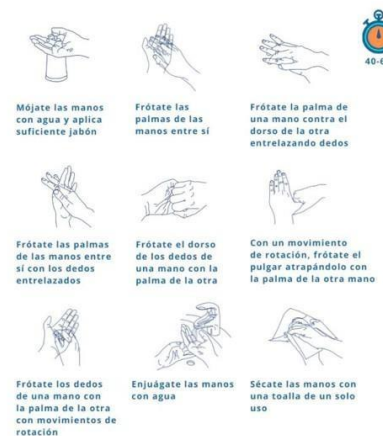 40-6
Mójate las manos
con agua y aplica
suficiente jabón
Frótate las
palmas de las
manos entre sí
Frótate la palma de
una mano contra el
dorso de la otra
entrelazando dedos
Frótate las palmas
de las manos entre
sí con los dedos
entrelazados
Frótate el dorso
de los dedos de
una mano con la
palma de la otra
Con un movimiento
de rotación, frótate el
pulgar atrapándolo con
la palma de la otra mano
Frótate los dedos
de una mano con
la palma de la otra
con movimientos de
rotación
Enjuágate las manos
con agua
Sécate las manos con
una toalla de un solo
uso